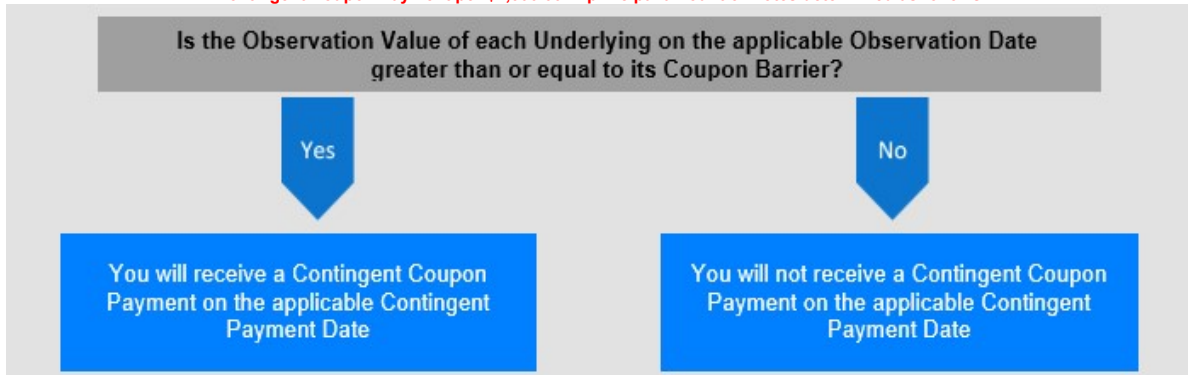 Is the Observation Value of each Underlying on the applicable Observation Date
greater than or equal to its Coupon Barrier?
Yes
No
You will receive a Contingent Coupon
Payment on the applicable Contingent
Payment Date
You will not receive a Contingent Coupon
Payment on the applicable Contingent
Payment Date